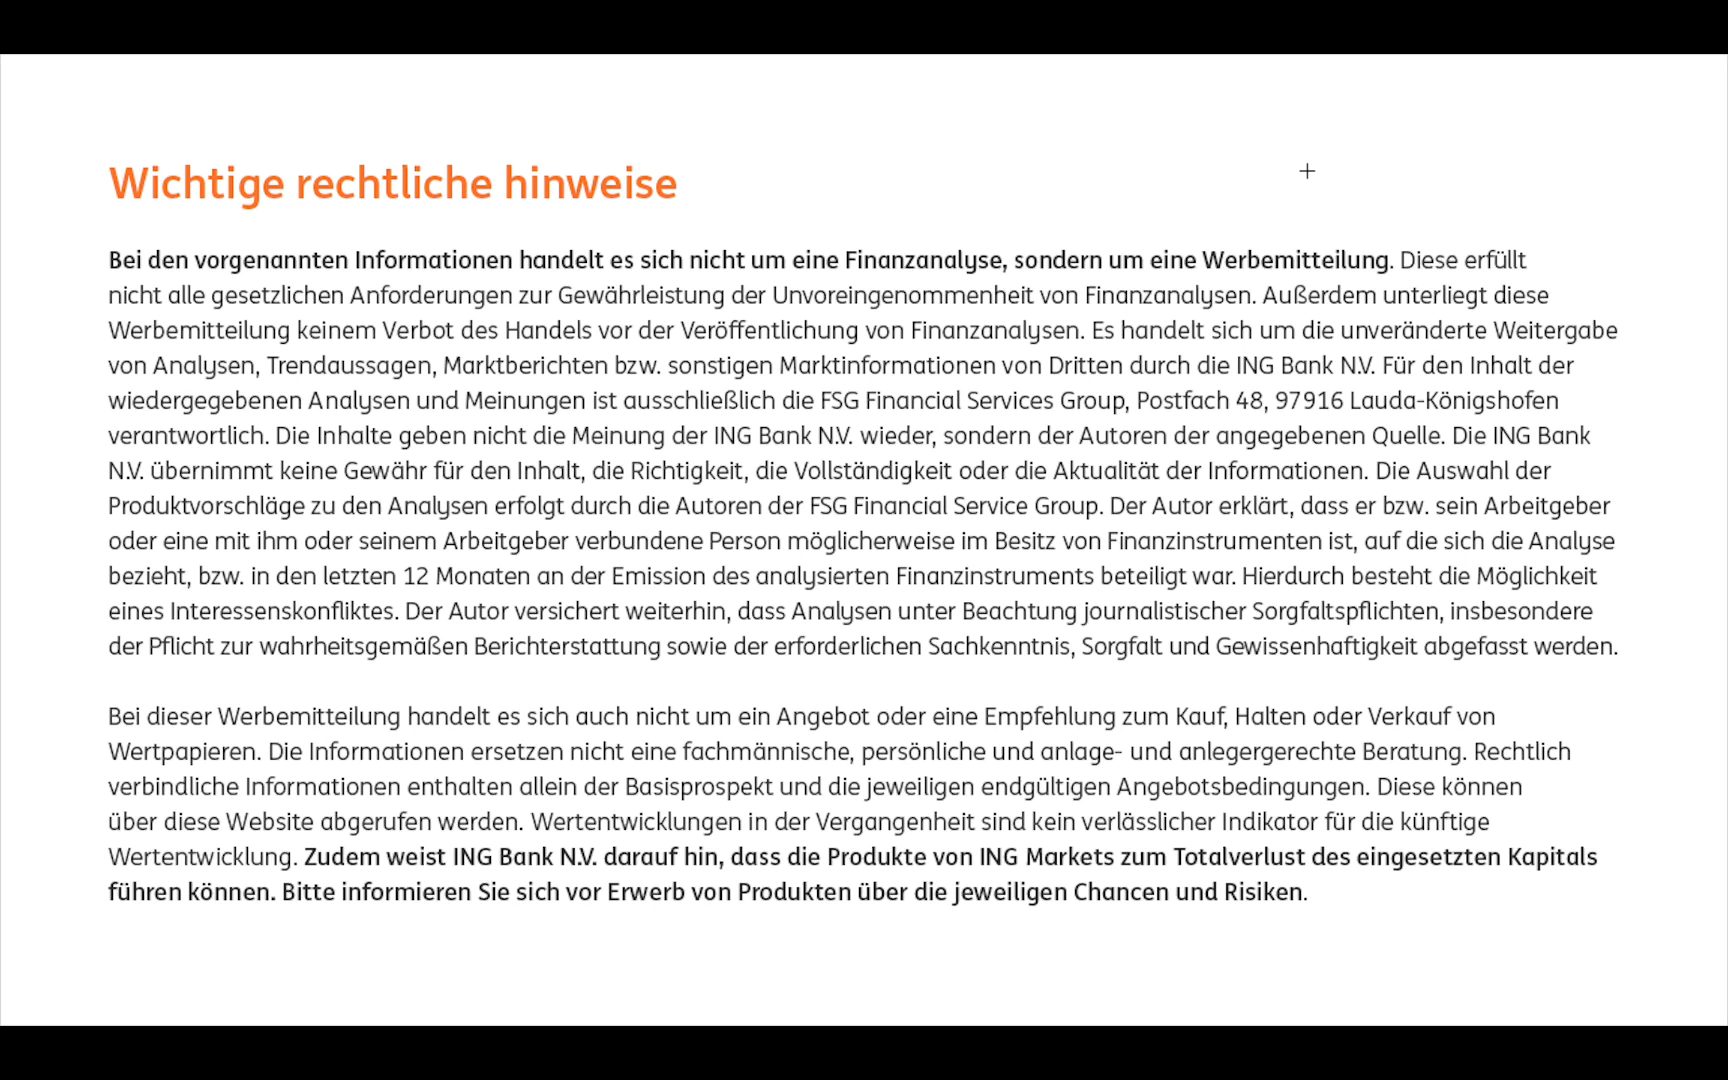 Wichtige rechtliche hinweise
Bei den vorgenannten Informationen handelt es sich nicht um eine Finanzanalyse, sondern um eine Werbemitteilung. Diese erfüllt
nicht alle gesetzlichen Anforderungen zur Gewährleistung der Unvoreingenommenheit von Finanzanalysen. Außerdem unterliegt diese
Werbemitteilung keinem Verbot des Handels vor der Veröffentlichung von Finanzanalysen. Es handelt sich um die unveränderte Weitergabe
von Analysen, Trendaussagen, Marktberichten bzw. sonstigen Marktinformationen von Dritten durch die ING Bank N.V. Für den Inhalt der
wiedergegebenen Analysen und Meinungen ist ausschließlich die FSG Financial Services Group, Postfach 48, 97916 Lauda-Königshofen
verantwortlich. Die Inhalte geben nicht die Meinung der ING Bank N.V. wieder, sondern der Autoren der angegebenen Quelle. Die ING Bank
N.V. übernimmt keine Gewähr für den Inhalt, die Richtigkeit, die Vollständigkeit oder die Aktualität der Informationen. Die Auswahl der
Produktvorschläge zu den Analysen erfolgt durch die Autoren der FSG Financial Service Group. Der Autor erklärt, dass er bzw. sein Arbeitgeber
oder eine mit ihm oder seinem Arbeitgeber verbundene Person möglicherweise im Besitz von Finanzinstrumenten ist, auf die sich die Analyse
bezieht, bzw. in den letzten 12 Monaten an der Emission des analysierten Finanzinstruments beteiligt war. Hierdurch besteht die Möglichkeit
eines Interessenskonfliktes. Der Autor versichert weiterhin, dass Analysen unter Beachtung journalistischer Sorgfaltspflichten, insbesondere
der Pflicht zur wahrheitsgemäßen Berichterstattung sowie der erforderlichen Sachkenntnis, Sorgfalt und Gewissenhaftigkeit abgefasst werden.
Bei dieser Werbemitteilung handelt es sich auch nicht um ein Angebot oder eine Empfehlung zum Kauf, Halten oder Verkauf von
Wertpapieren. Die Informationen ersetzen nicht eine fachmännische, persönliche und anlage- und anlegergerechte Beratung. Rechtlich
verbindliche Informationen enthalten allein der Basisprospekt und die jeweiligen endgültigen Angebotsbedingungen. Diese können
über diese Website abgerufen werden. Wertentwicklungen in der Vergangenheit sind kein verlässlicher Indikator für die künftige
Wertentwicklung. Zudem weist ING Bank N.V. darauf hin, dass die Produkte von ING Markets zum Totalverlust des eingesetzten Kapitals
führen können. Bitte informieren Sie sich vor Erwerb von Produkten über die jeweiligen Chancen und Risiken.